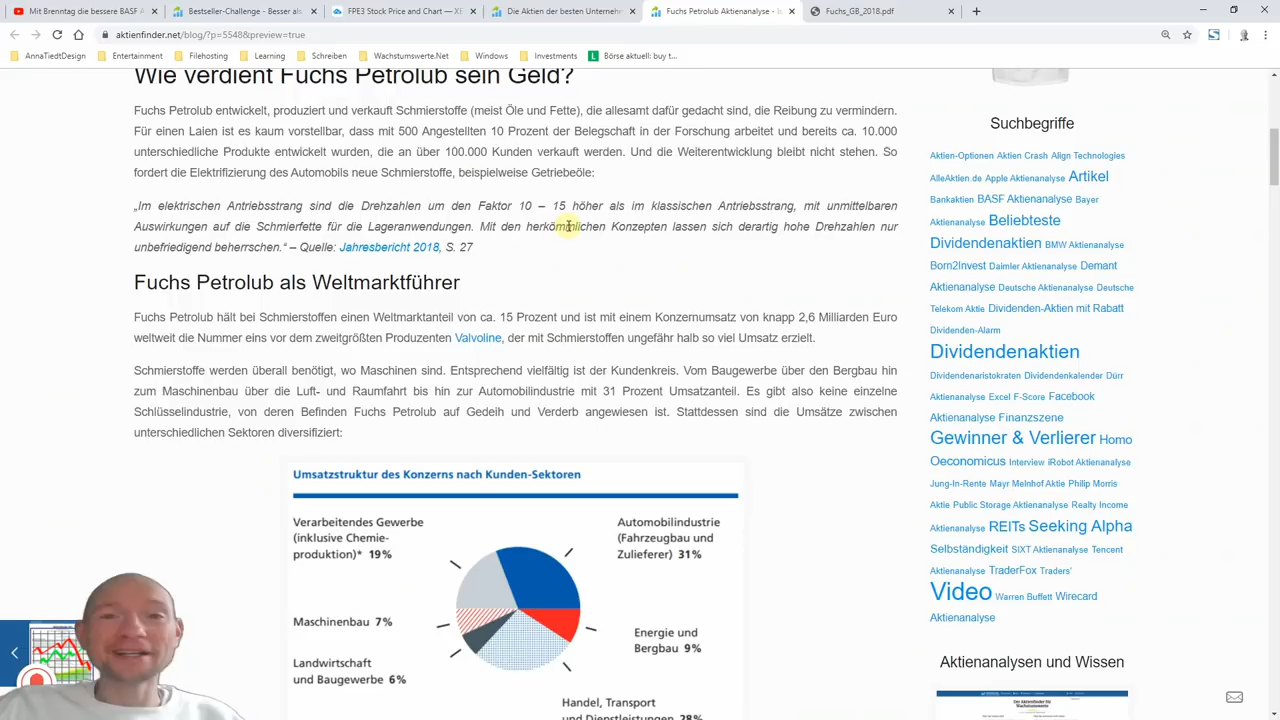 Mit Brenntag die bessere BASF A
Bestseller-Challenge - Besser als
FPE3 Stock Price and Chart — XE
Die Aktien der besten Unternehm
Fuchs Petrolub Aktienanalyse - Lu
Fuchs_GB_2018.pdf
aktienfinder.net/blog/?p=5548&preview=true
AnnaTiedtDesign
Entertainment
Filehosting
Learning
Schreiben
Wachstumswerte.Net
Windows
Investments
Börse aktuell: buy t...
Wie verdient Fuchs Petrolub sein Geld?
Fuchs Petrolub entwickelt, produziert und verkauft Schmierstoffe (meist Öle und Fette), die allesamt dafür gedacht sind, die Reibung zu vermindern.
Für einen Laien ist es kaum vorstellbar, dass mit 500 Angestellten 10 Prozent der Belegschaft in der Forschung arbeitet und bereits ca. 10.000
unterschiedliche Produkte entwickelt wurden, die an über 100.000 Kunden verkauft werden. Und die Weiterentwicklung bleibt nicht stehen. So
fordert die Elektrifizierung des Automobils neue Schmierstoffe, beispielweise Getriebeöle:
„Im elektrischen Antriebsstrang sind die Drehzahlen um den Faktor 10 – 15 höher als im klassischen Antriebsstrang, mit unmittelbaren
Auswirkungen auf die Schmierfette für die Lageranwendungen. Mit den herkömmlichen Konzepten lassen sich derartig hohe Drehzahlen nur
unbefriedigend beherrschen.“ – Quelle: Jahresbericht 2018, S. 27
Fuchs Petrolub als Weltmarktführer
Fuchs Petrolub hält bei Schmierstoffen einen Weltmarktanteil von ca. 15 Prozent und ist mit einem Konzernumsatz von knapp 2,6 Milliarden Euro
weltweit die Nummer eins vor dem zweitgrößten Produzenten Valvoline, der mit Schmierstoffen ungefähr halb so viel Umsatz erzielt.
Schmierstoffe werden überall benötigt, wo Maschinen sind. Entsprechend vielfältig ist der Kundenkreis. Vom Baugewerbe über den Bergbau hin
zum Maschinenbau über die Luft- und Raumfahrt bis hin zur Automobilindustrie mit 31 Prozent Umsatzanteil. Es gibt also keine einzelne
Schlüsselindustrie, von deren Befinden Fuchs Petrolub auf Gedeih und Verderb angewiesen ist. Stattdessen sind die Umsätze zwischen
unterschiedlichen Sektoren diversifiziert:
Umsatzstruktur des Konzerns nach Kunden-Sektoren
Verarbeitendes Gewerbe
(inklusive Chemie-
produktion)* 19%
Automobilindustrie
(Fahrzeugbau und
Zulieferer) 31%
Maschinenbau 7%
Energie und
Bergbau 9%
Landwirtschaft
und Baugewerbe 6%
Handel, Transport
und Dienstleistungen 28%
Suchbegriffe
Aktien-Optionen Aktien Crash Align Technologies
AlleAktien.de Apple Aktienanalyse Artikel
Bankaktien BASF Aktienanalyse Bayer
Aktienanalyse Beliebteste
Dividendenaktien BMW Aktienanalyse
Born2Invest Daimler Aktienanalyse Demant
Aktienanalyse Deutsche Aktienanalyse Deutsche
Telekom Aktie Dividenden-Aktien mit Rabatt
Dividenden-Alarm
Dividendenaktien
Dividendenaristokraten Dividendenkalender Dürr
Aktienanalyse Excel F-Score Facebook
Aktienanalyse Finanzszene
Gewinner & Verlierer Homo
Oeconomicus Interview iRobot Aktienanalyse
Jung-In-Rente Mayr Melnhof Aktie Philip Morris
Aktie Public Storage Aktienanalyse Realty Income
Aktienanalyse REITs Seeking Alpha
Selbständigkeit SIXT Aktienanalyse Tencent
Aktienanalyse TraderFox Traders'
Video Warren Buffett Wirecard
Aktienanalyse
Aktienanalysen und Wissen